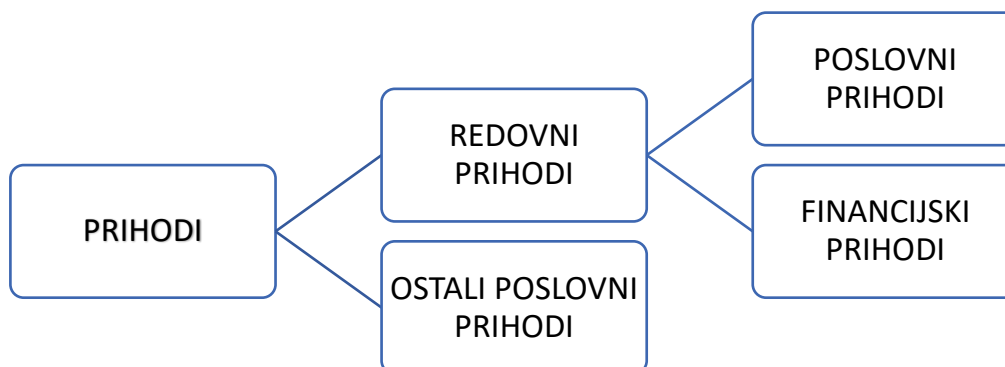 PRIHODI
REDOVNI
PRIHODI
OSTALI POSLOVNI
PRIHODI
POSLOVNI
PRIHODI
FINANCIJSKI
PRIHODI